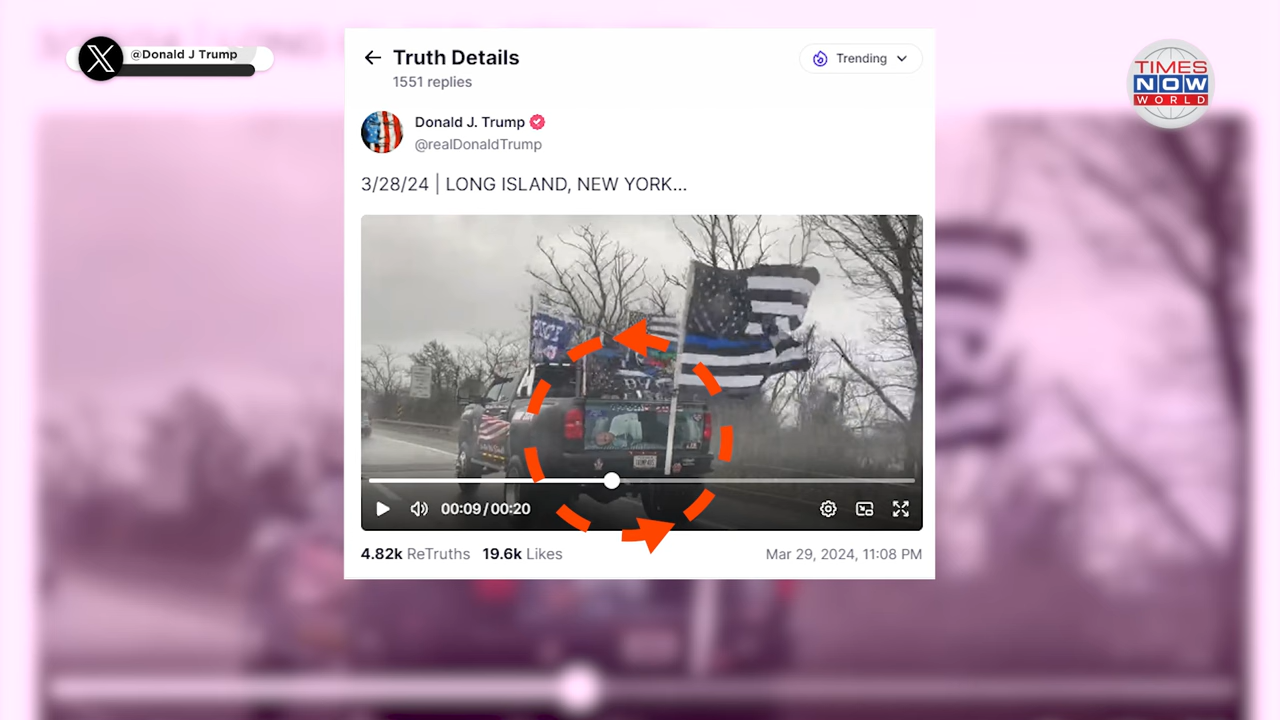 @Donald J Trump
Truth Details
1551 replies
Trending
TIMES
NOW
WORLD
Donald J. Trump
@realDonaldTrump
3/28/24 | LONG ISLAND, NEW YORK...
00:09/00:20
4.82k ReTruths 19.6k Likes
Mar 29, 2024, 11:08 PM